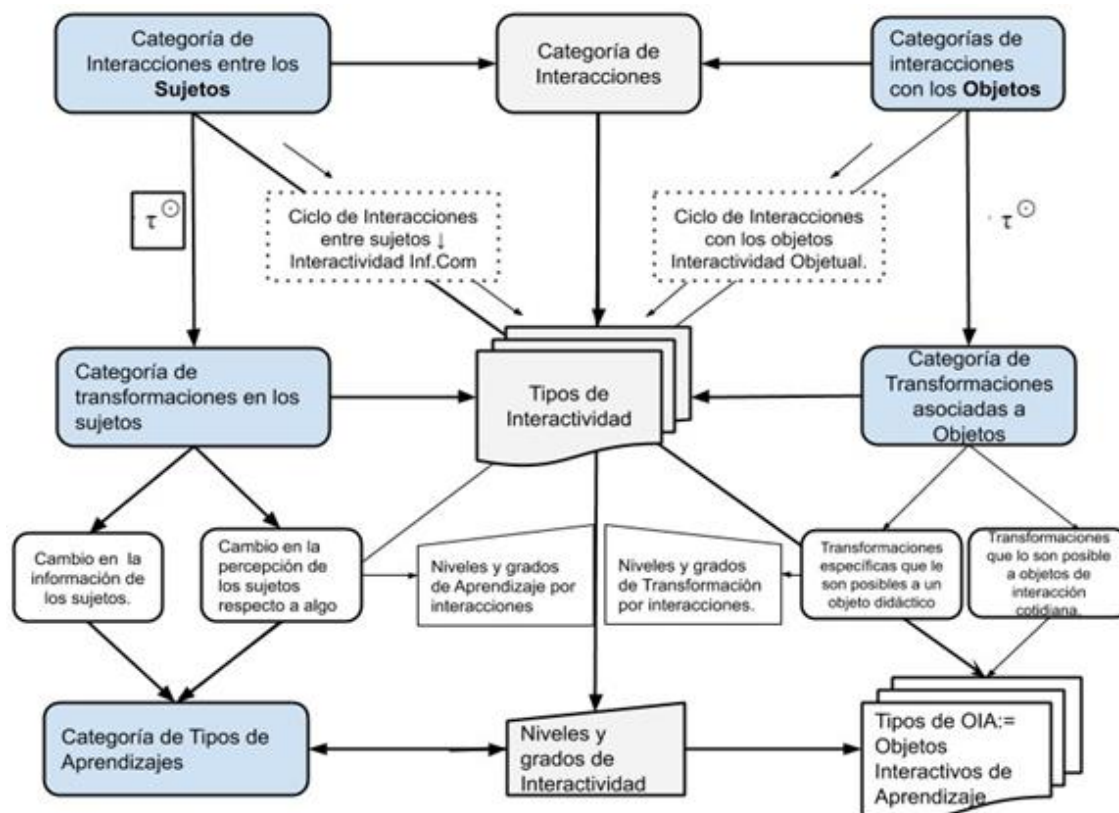 Categoría de
Interacciones entre los
Sujetos
Categoría de
Interacciones
Categorías de
interacciones
con los Objetos
τ ⊙
Ciclo de Interacciones
entre sujetos ↓
Interactividad Inf.Com
Ciclo de Interacciones
con los objetos
Interactividad Objetual.
τ ⊙
Categoría de
transformaciones en los
sujetos
Tipos de
Interactividad
Categoría de
Transformaciones
asociadas a
Objetos
Cambio en la
información de
los sujetos.
Cambio en la
percepción de
los sujetos
respecto a algo
Niveles y grados
de Aprendizaje por
interacciones
Niveles y grados
de Transformación
por interacciones.
Transformaciones
específicas que le
son posibles a un
objeto didáctico
Transformaciones
que lo son posible
a objetos de
interacción
cotidiana.
Categoría de Tipos de
Aprendizajes
Niveles y
grados de
Interactividad
Tipos de OIA:=
Objetos
Interactivos de
Aprendizaje